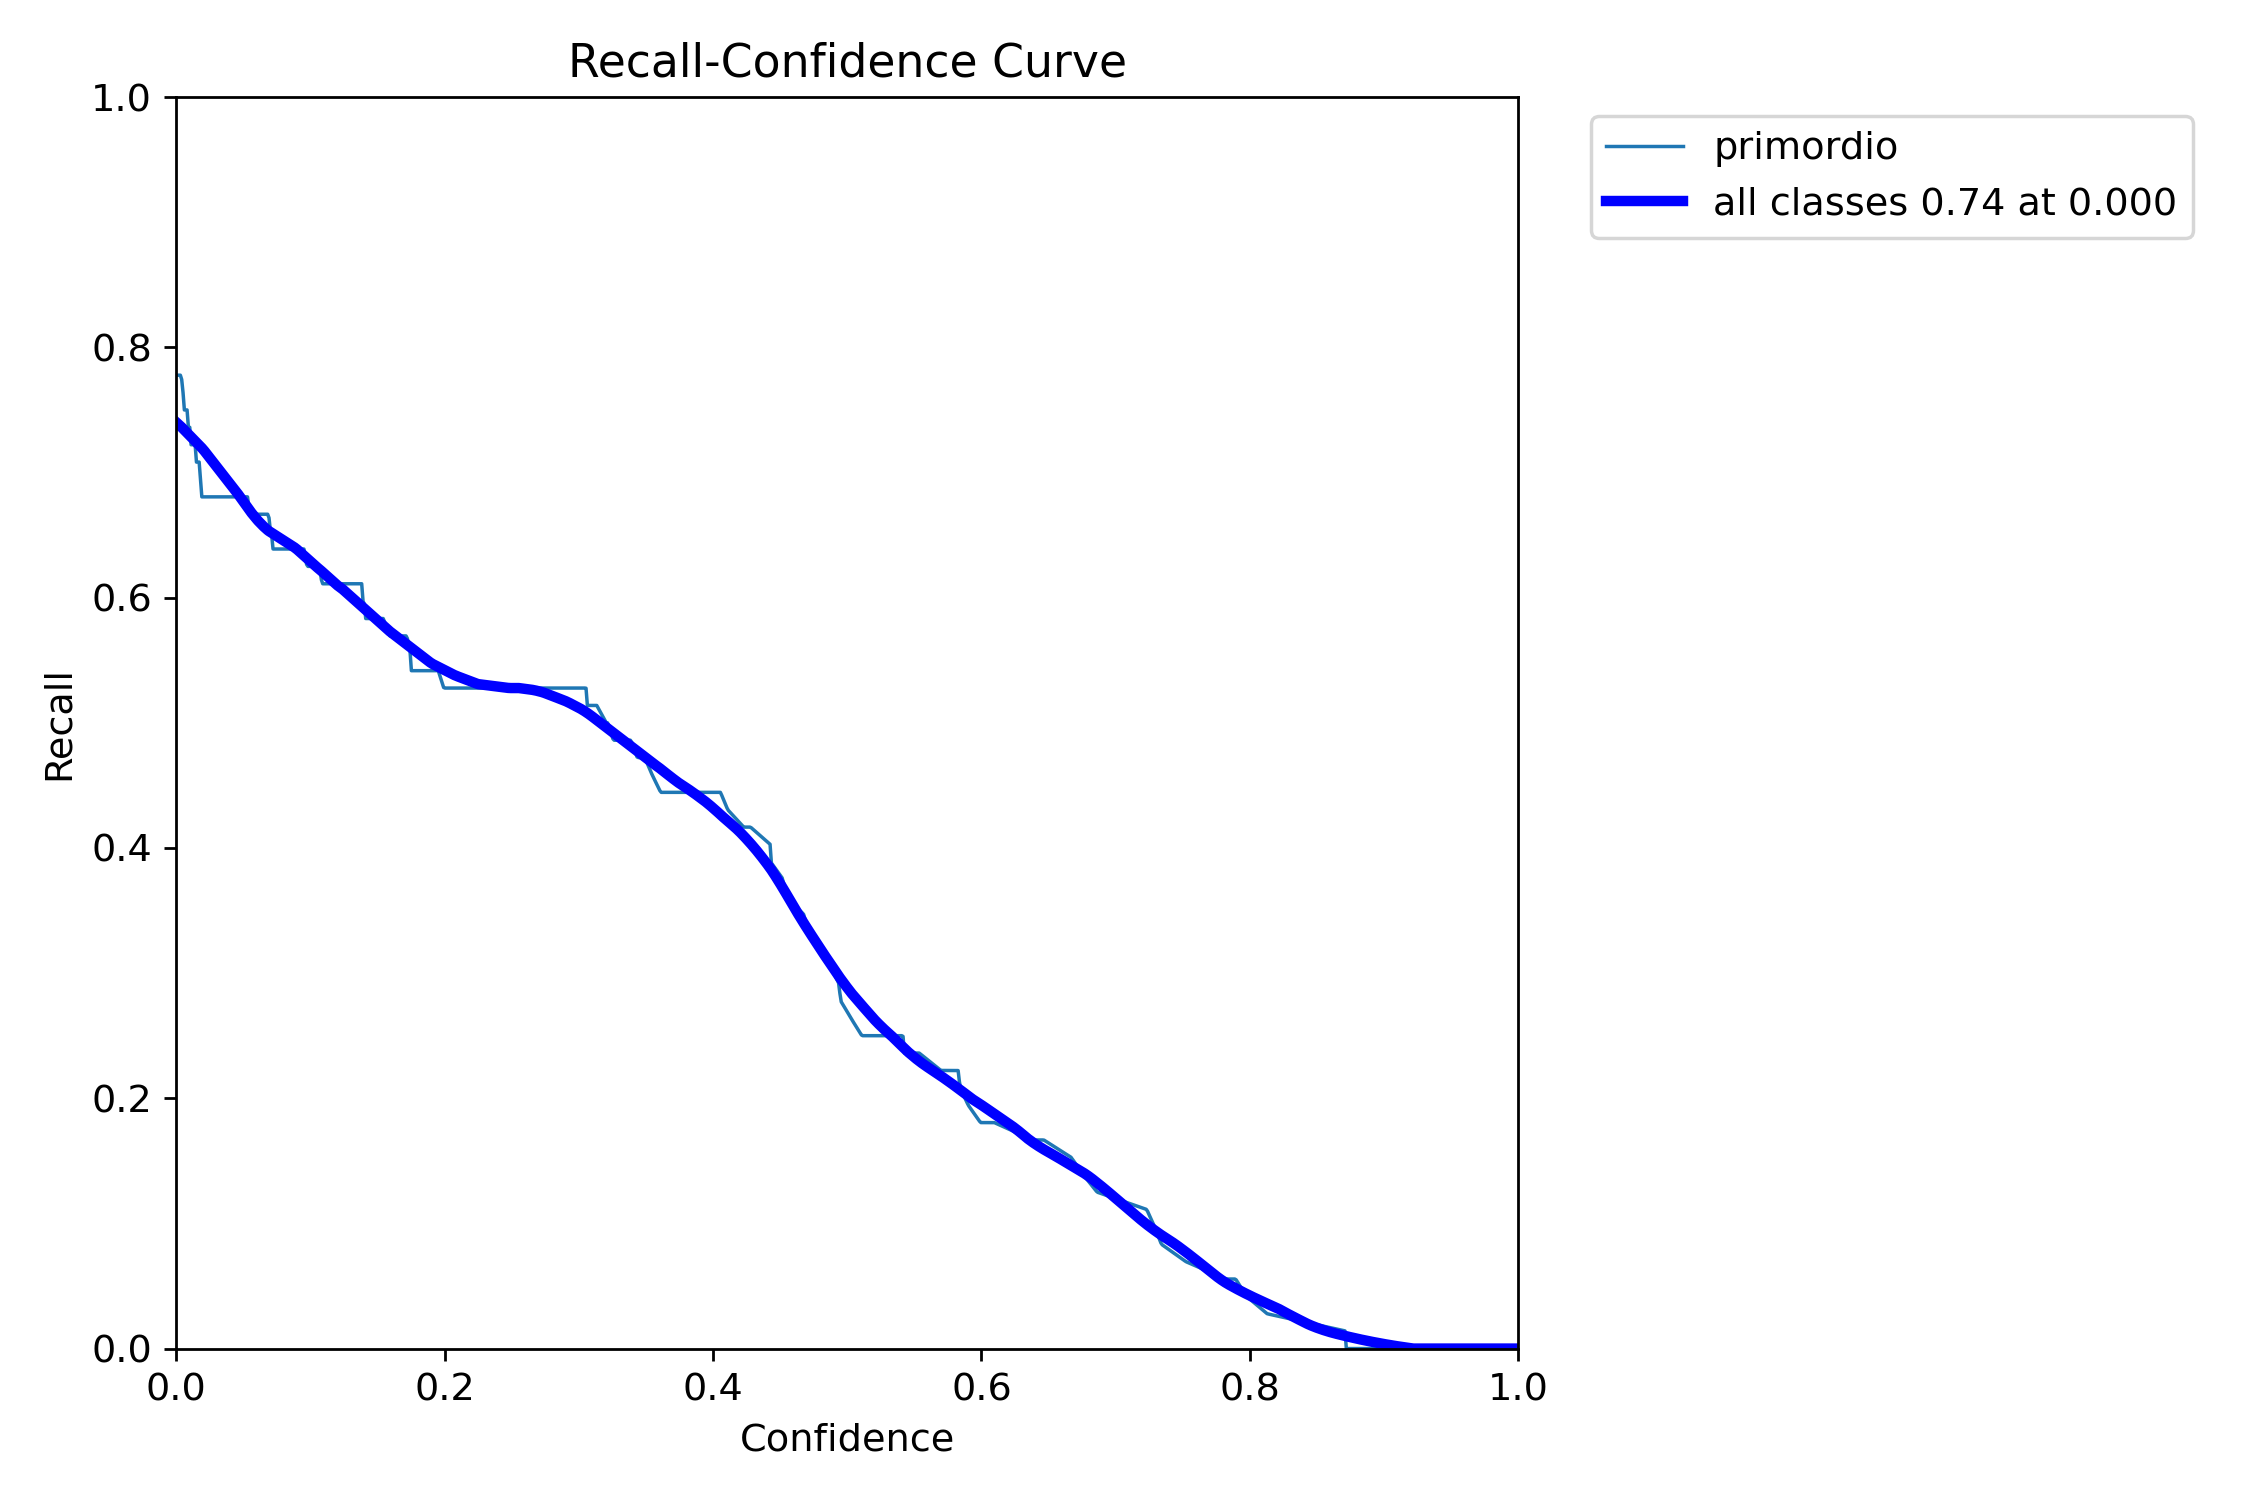 Recall-Confidence Curve
primordio
all classes 0.74 at 0.000
1.0
0.8
0.6
0.4
0.2
0.0
Recall
0.0 0.2 0.4 0.6 0.8 1.0
Confidence